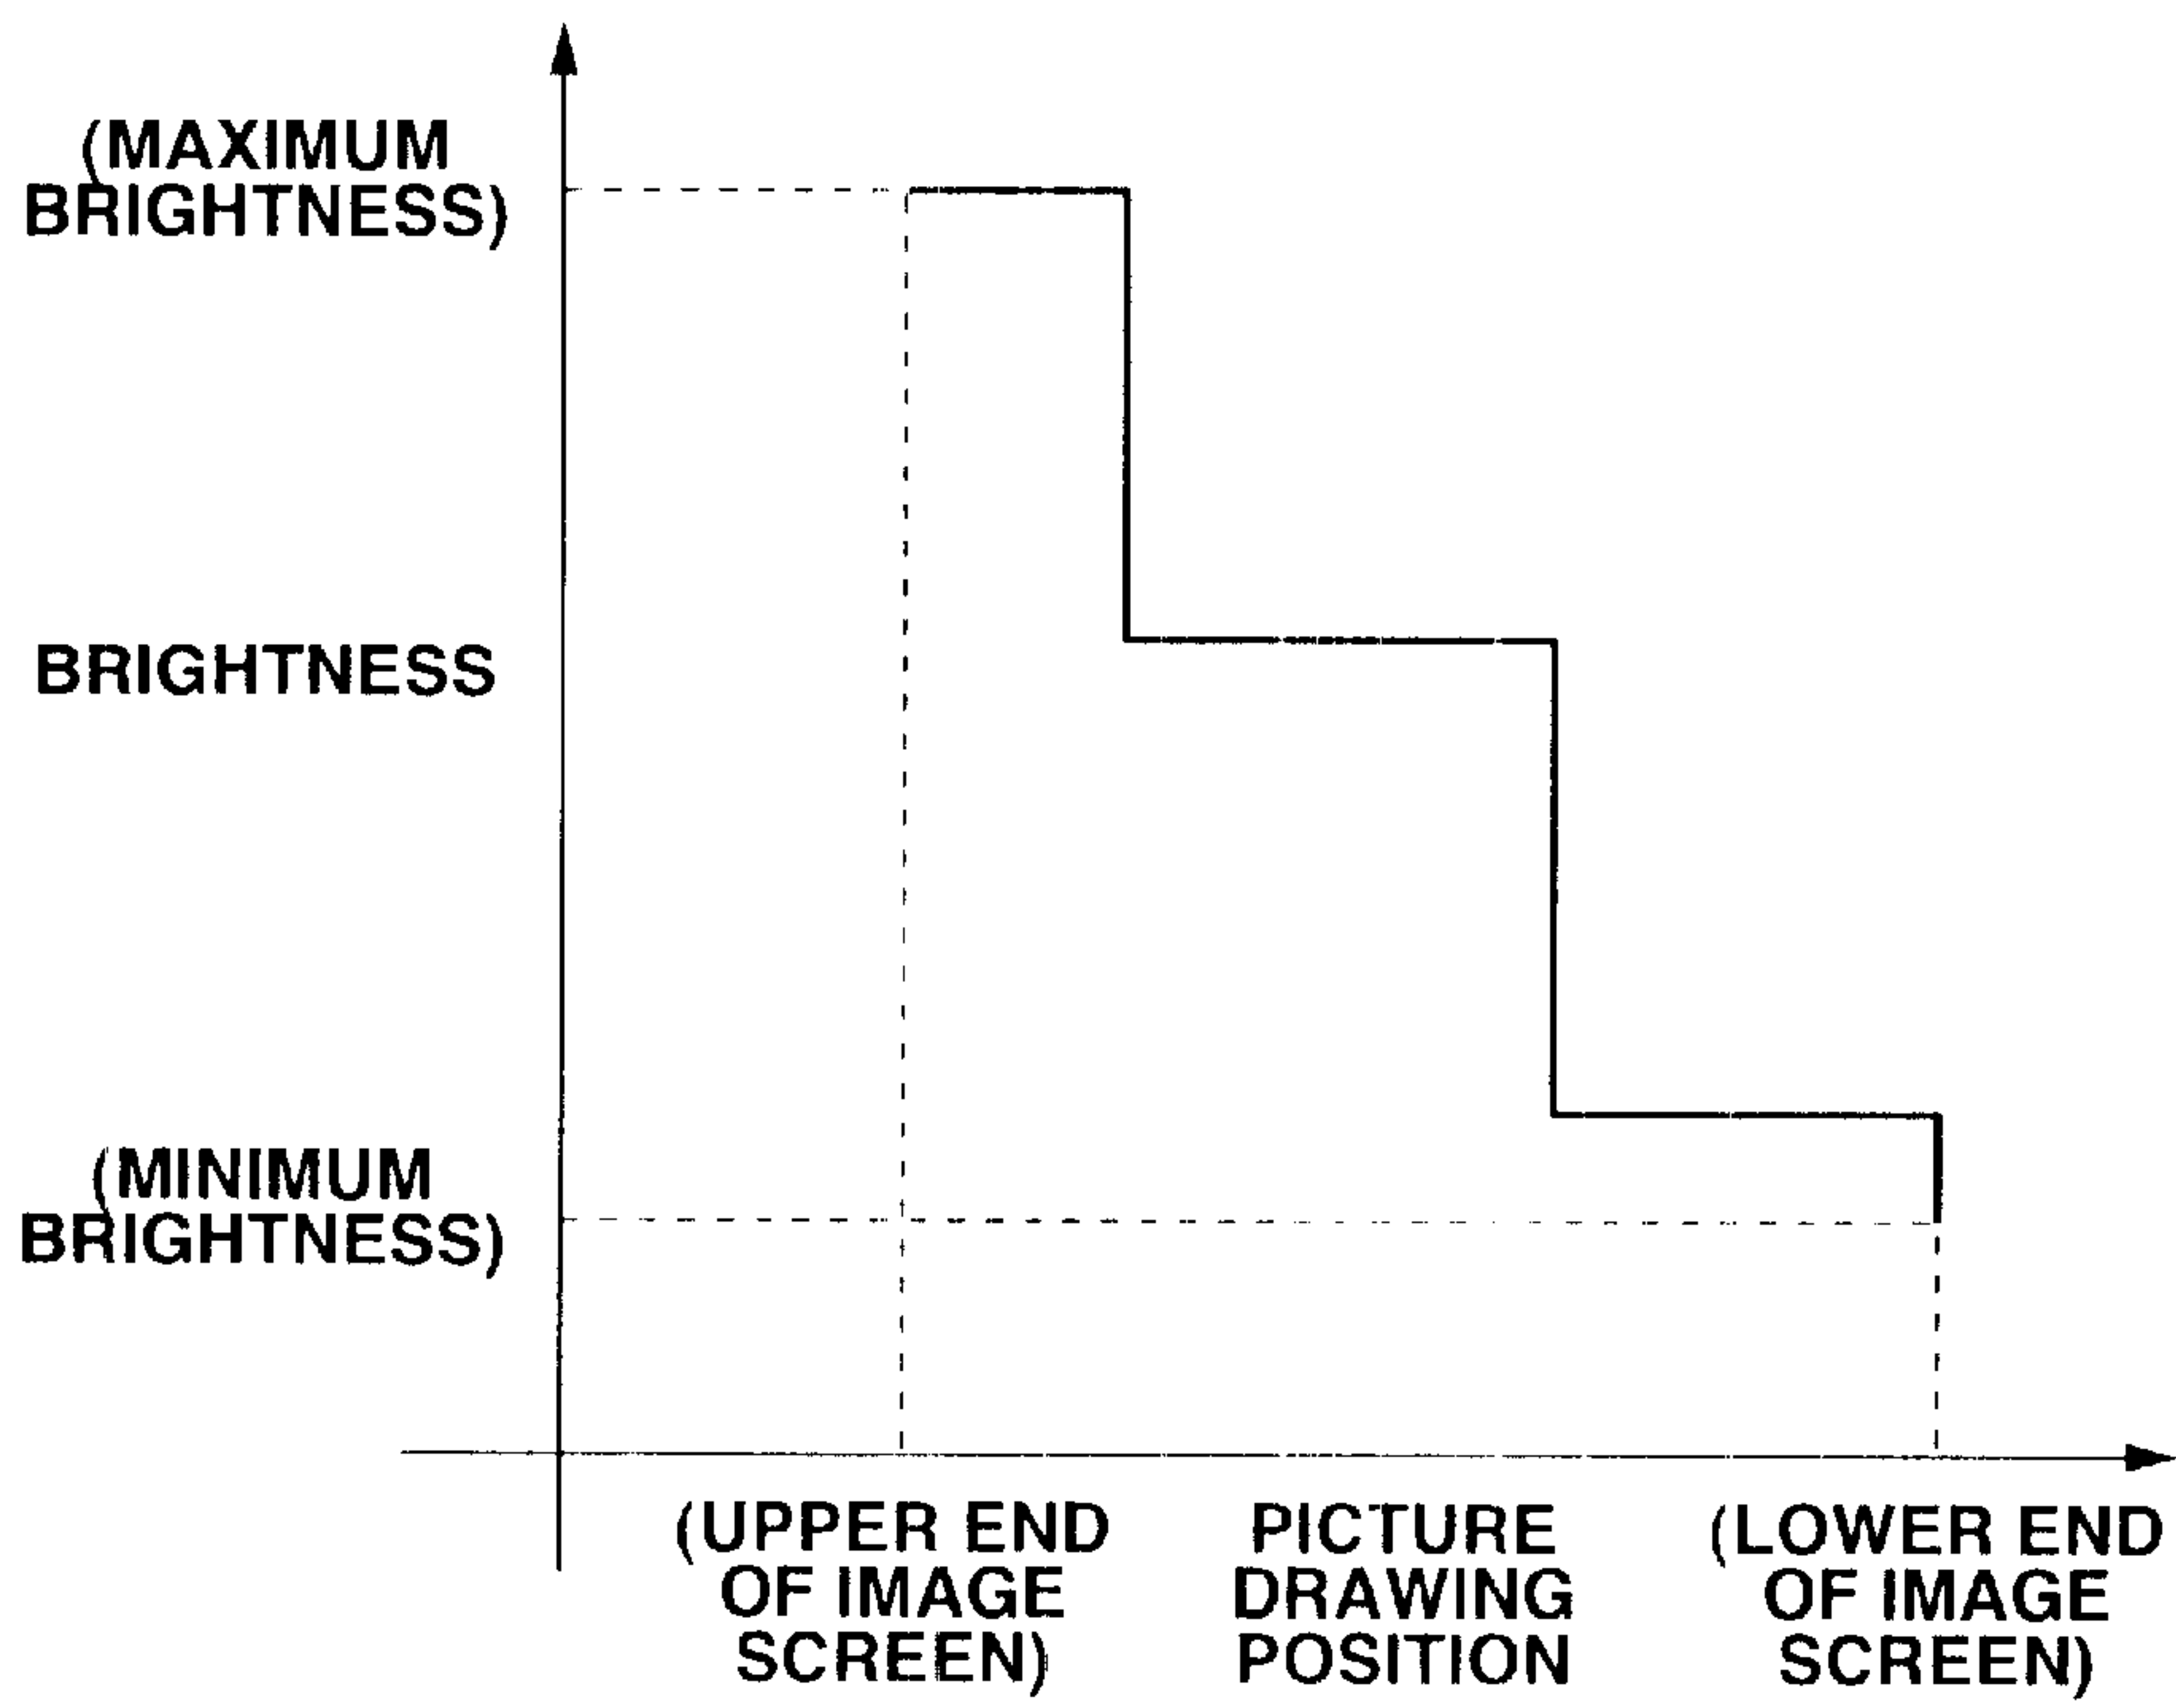 (MAXIMUM
BRIGHTNESS)
BRIGHTNESS
(MINIMUM
BRIGHTNESS)
(UPPER END
OF IMAGE
SCREEN)
PICTURE
DRAWING
POSITION
(LOWER END
OF IMAGE
SCREEN)